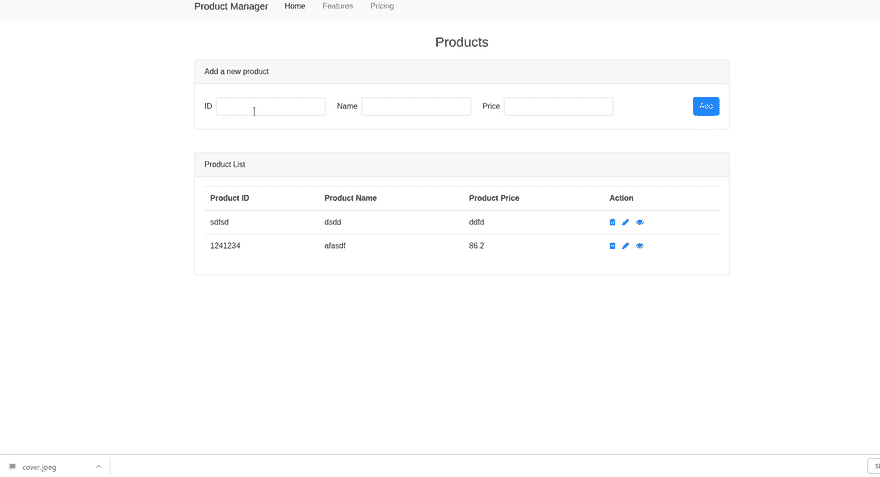 Product Manager Home Features Pricing
Products
Add a new product
ID Name Price Add
Product List
Product ID Product Name Product Price Action
sdfsd dsdd ddfd
1241234 afasdf 86.2
cover.jpeg